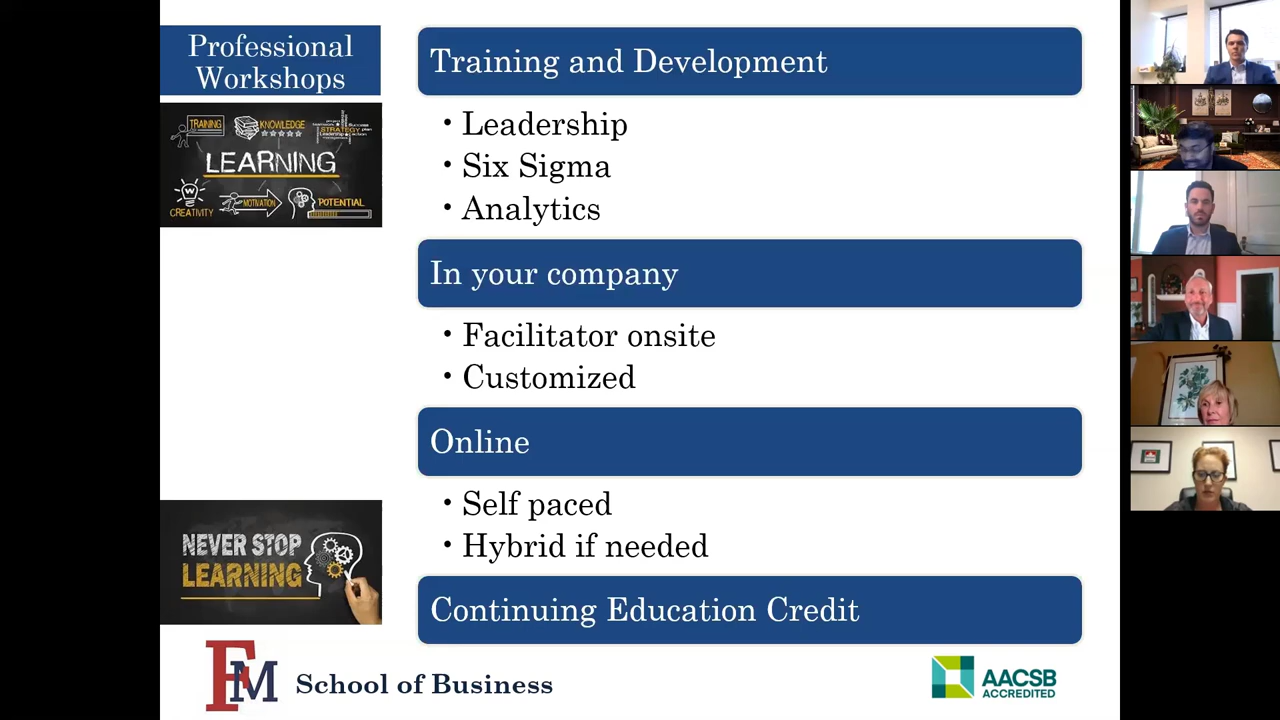 Professional
Workshops
TRAINING
KNOWLEDGE
STRATEGY
LEARNING
CREATIVITY
MOTIVATION
POTENTIAL
Training and Development
• Leadership
• Six Sigma
• Analytics
In your company
• Facilitator onsite
• Customized
Online
• Self paced
• Hybrid if needed
Continuing Education Credit
NEVER STOP
LEARNING
FM
School of Business
AACSB
ACCREDITED